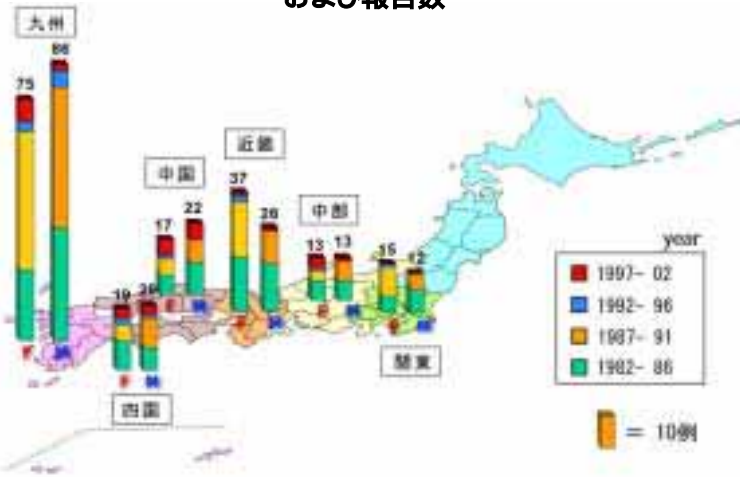 および報告数
九州
86
75
近畿
37
中国
22
26
17
中部
13 13
15
12
19
F M
F M
F M
F M
関東
四国
year
1997- 02
1992- 96
1987- 91
1982- 86
= 10例